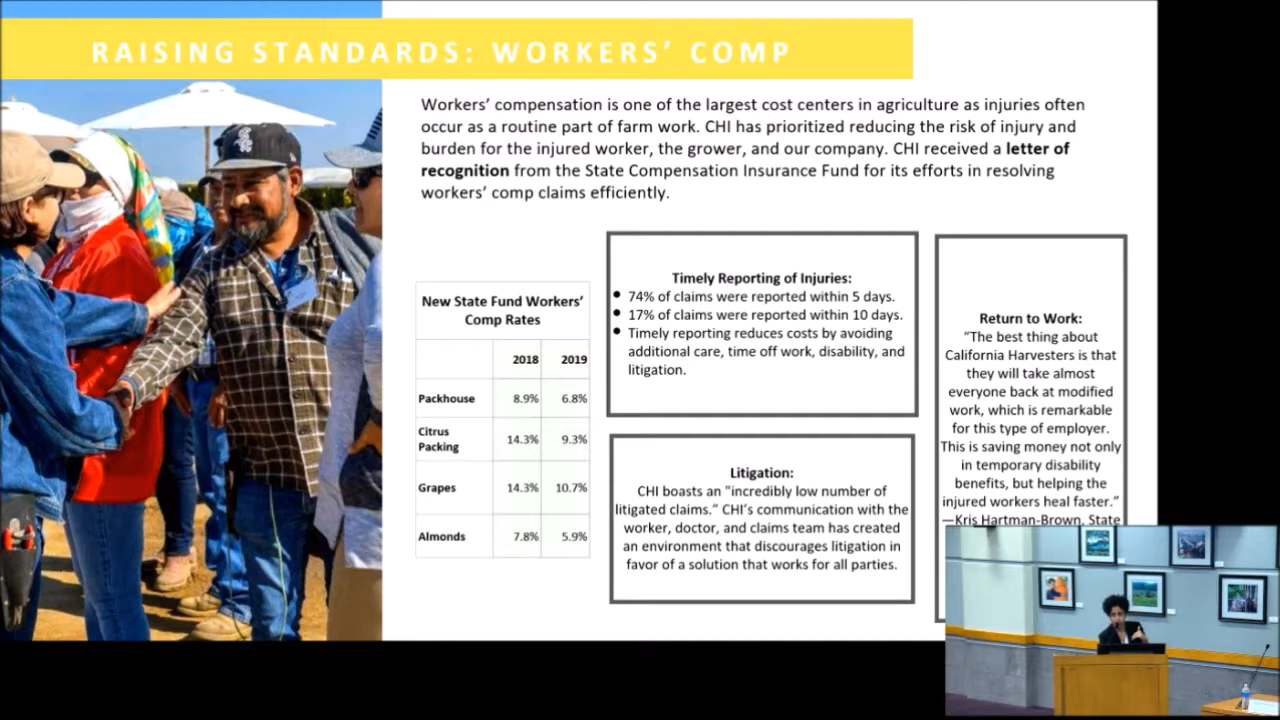 RAISING STANDARDS: WORKERS’ COMP
Workers’ compensation is one of the largest cost centers in agriculture as injuries often
occur as a routine part of farm work. CHI has prioritized reducing the risk of injury and
burden for the injured worker, the grower, and our company. CHI received a letter of
recognition from the State Compensation Insurance Fund for its efforts in resolving
workers’ comp claims efficiently.
New State Fund Workers’
Comp Rates
2018 2019
Packhouse 8.9% 6.8%
Citrus
Packing 14.3% 9.3%
Grapes 14.3% 10.7%
Almonds 7.8% 5.9%
Timely Reporting of Injuries:
• 74% of claims were reported within 5 days.
• 17% of claims were reported within 10 days.
• Timely reporting reduces costs by avoiding
additional care, time off work, disability, and
litigation.
Litigation:
CHI boasts an "incredibly low number of
litigated claims.” CHI’s communication with the
worker, doctor, and claims team has created
an environment that discourages litigation in
favor of a solution that works for all parties.
Return to Work:
“The best thing about
California Harvesters is that
they will take almost
everyone back at modified
work, which is remarkable
for this type of employer.
This is saving money not only
in temporary disability
benefits, but helping the
injured workers heal faster.”
—Kris Hartman-Brown, State